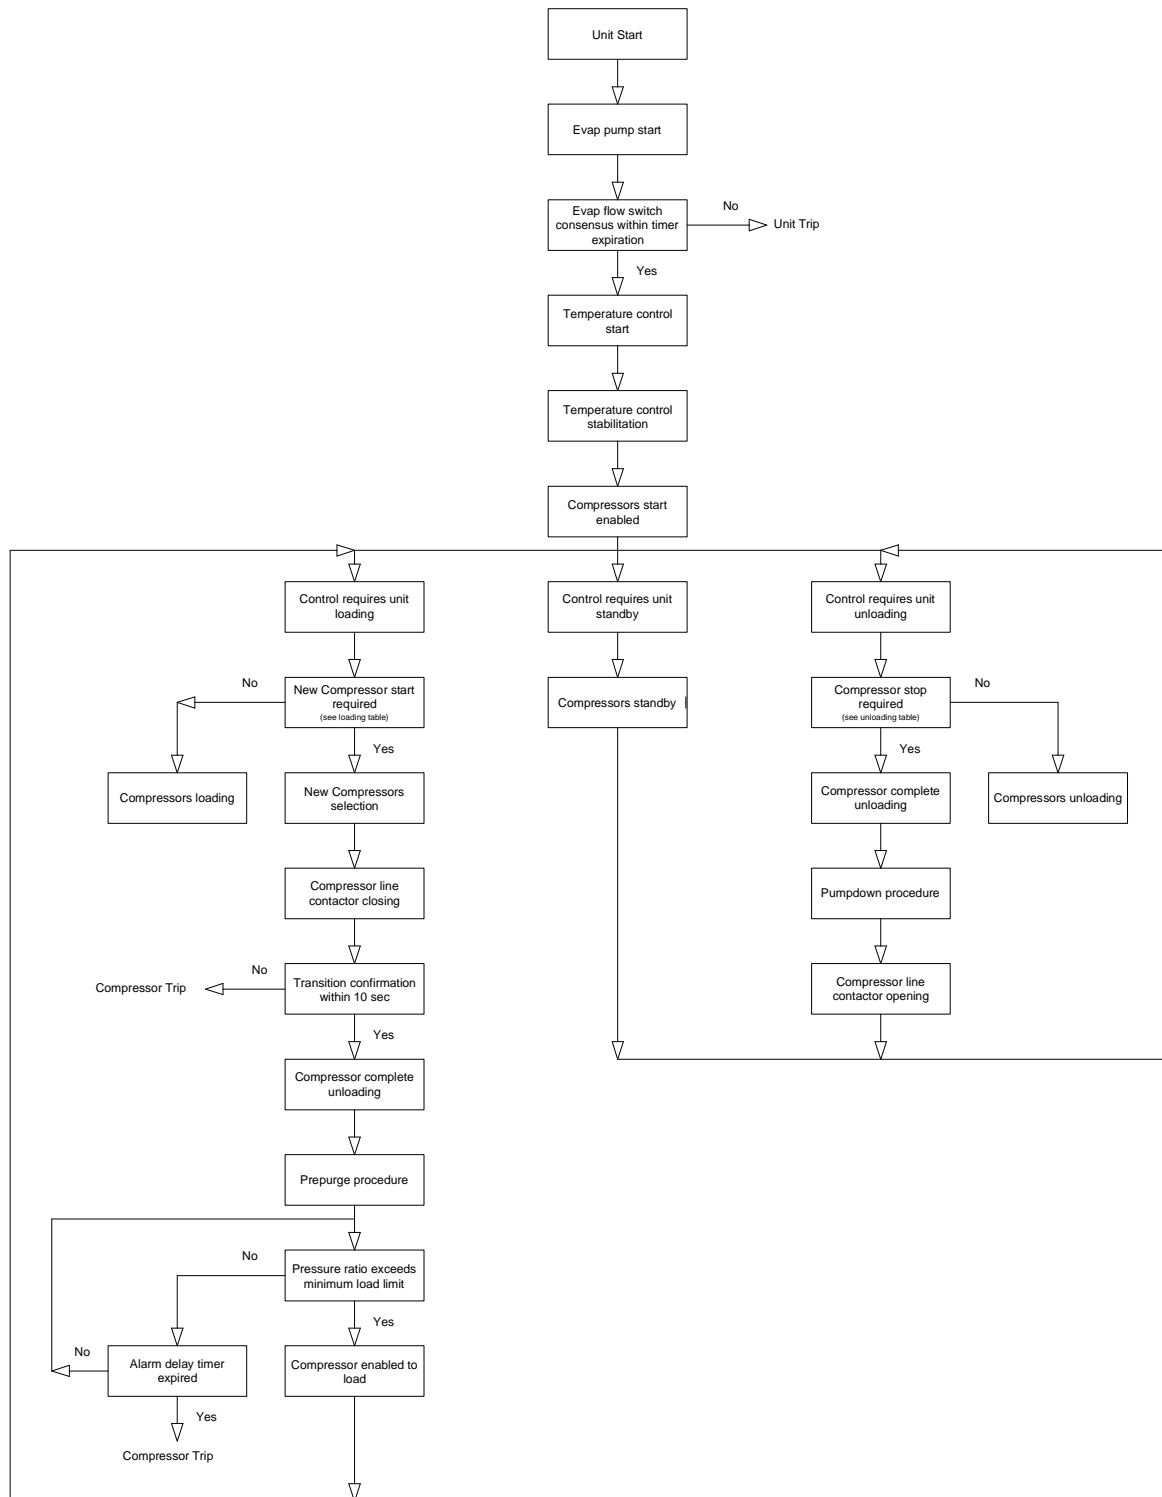 Unit Start
Evap pump start
Evap flow switch
consensus within timer
expiration
No
Unit Trip
Yes
Temperature control
start
Temperature control
stabilitation
Compressors start
enabled
Control requires unit
loading
Control requires unit
standby
Control requires unit
unloading
No
New Compressor start
required
(see loading table)
Compressors standby
Compressor stop
required
(see unloading table)
No
Yes
Yes
Compressors loading
New Compressors
selection
Compressor complete
unloading
Compressors unloading
Compressor line
contactor closing
Pumpdown procedure
Compressor Trip
No
Transition confirmation
within 10 sec
Compressor line
contactor opening
Yes
Compressor complete
unloading
Prepurge procedure
No
Pressure ratio exceeds
minimum load limit
Yes
No
Alarm delay timer
expired
Compressor enabled to
load
Yes
Compressor Trip